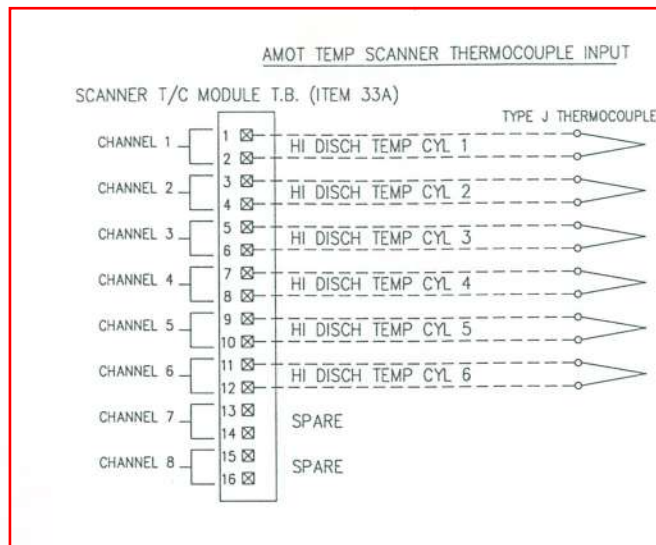 AMOT TEMP SCANNER THERMOCOUPLE INPUT
SCANNER T/C MODULE T.B. (ITEM 33A)
TYPE J THERMOCOUPLE
CHANNEL 1
1
HI DISCH TEMP CYL 1
2
CHANNEL 2
3
HI DISCH TEMP CYL 2
4
CHANNEL 3
5
HI DISCH TEMP CYL 3
6
CHANNEL 4
7
HI DISCH TEMP CYL 4
8
CHANNEL 5
9
HI DISCH TEMP CYL 5
10
CHANNEL 6
11
HI DISCH TEMP CYL 6
12
CHANNEL 7
13
SPARE
14
CHANNEL 8
15
SPARE
16